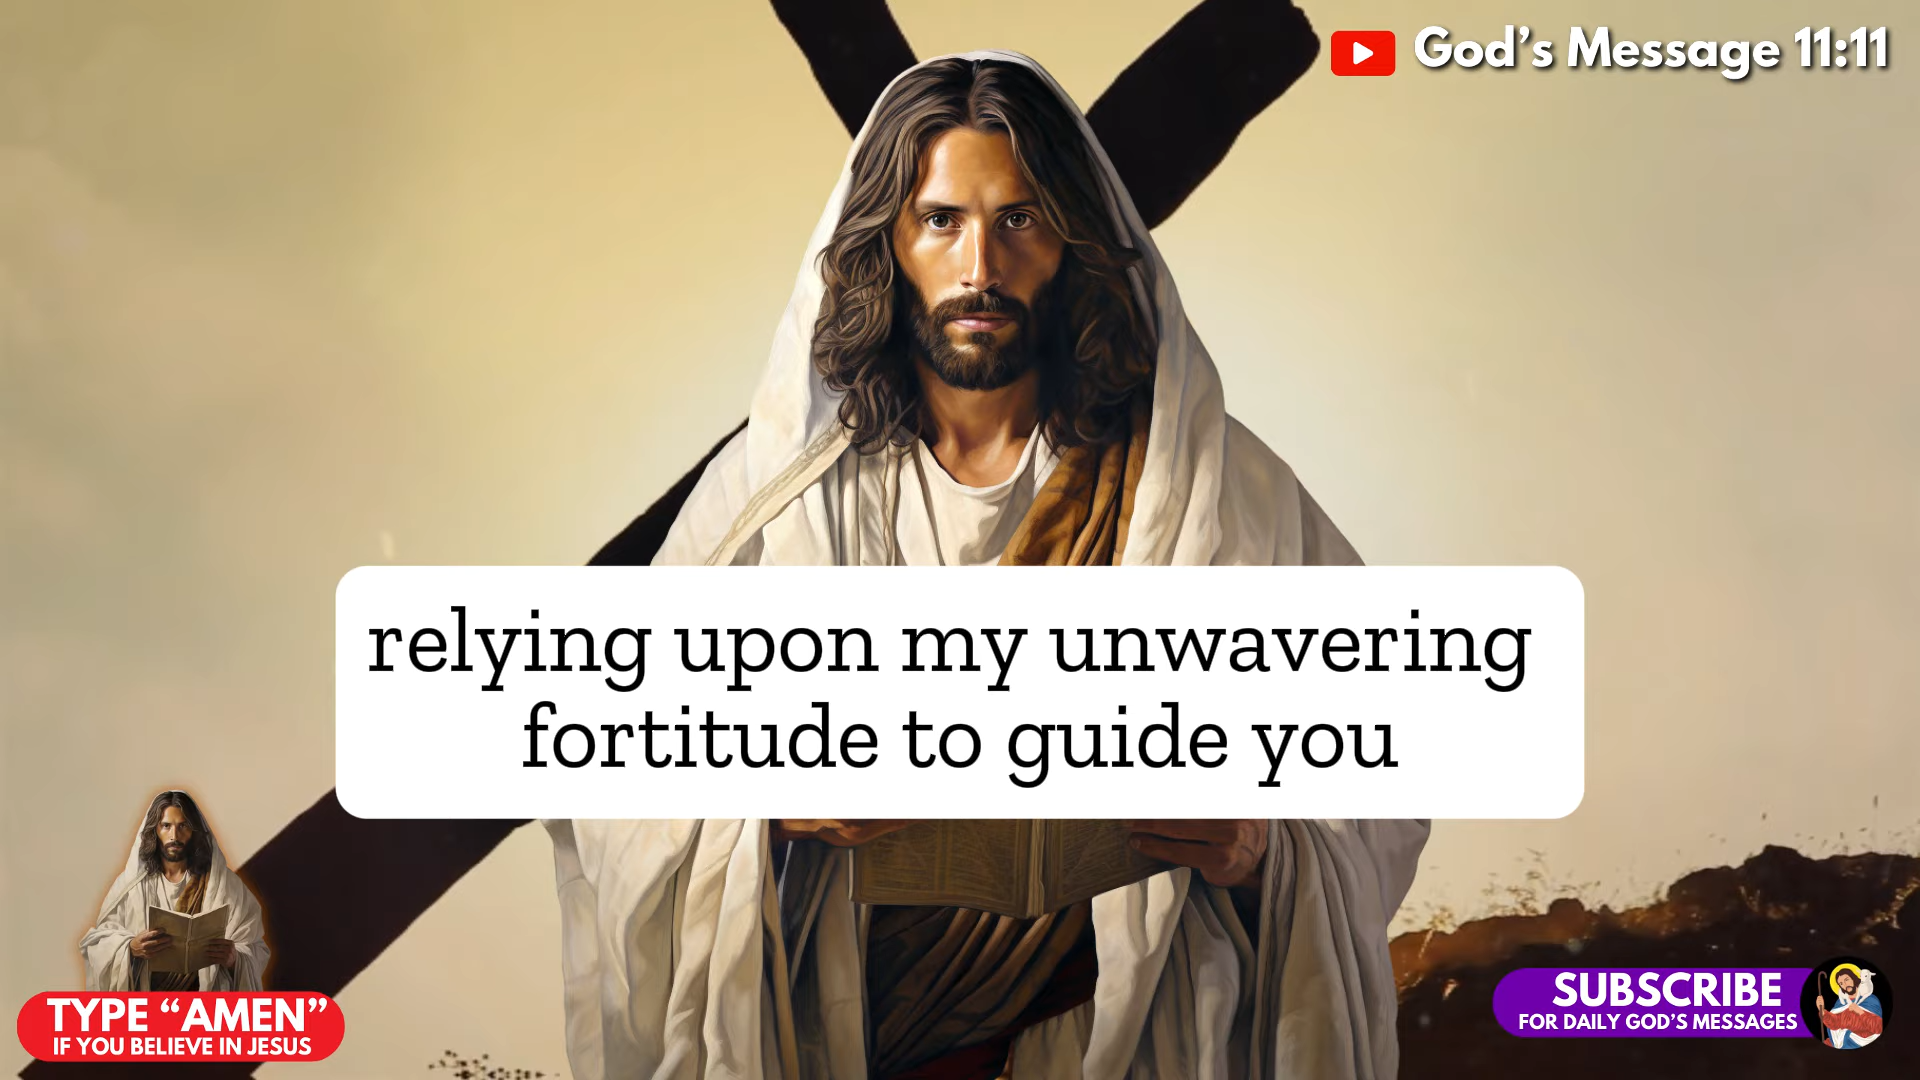 God’s Message 11:11
relying upon my unwavering
fortitude to guide you
TYPE “AMEN”
IF YOU BELIEVE IN JESUS
SUBSCRIBE
FOR DAILY GOD’S MESSAGES